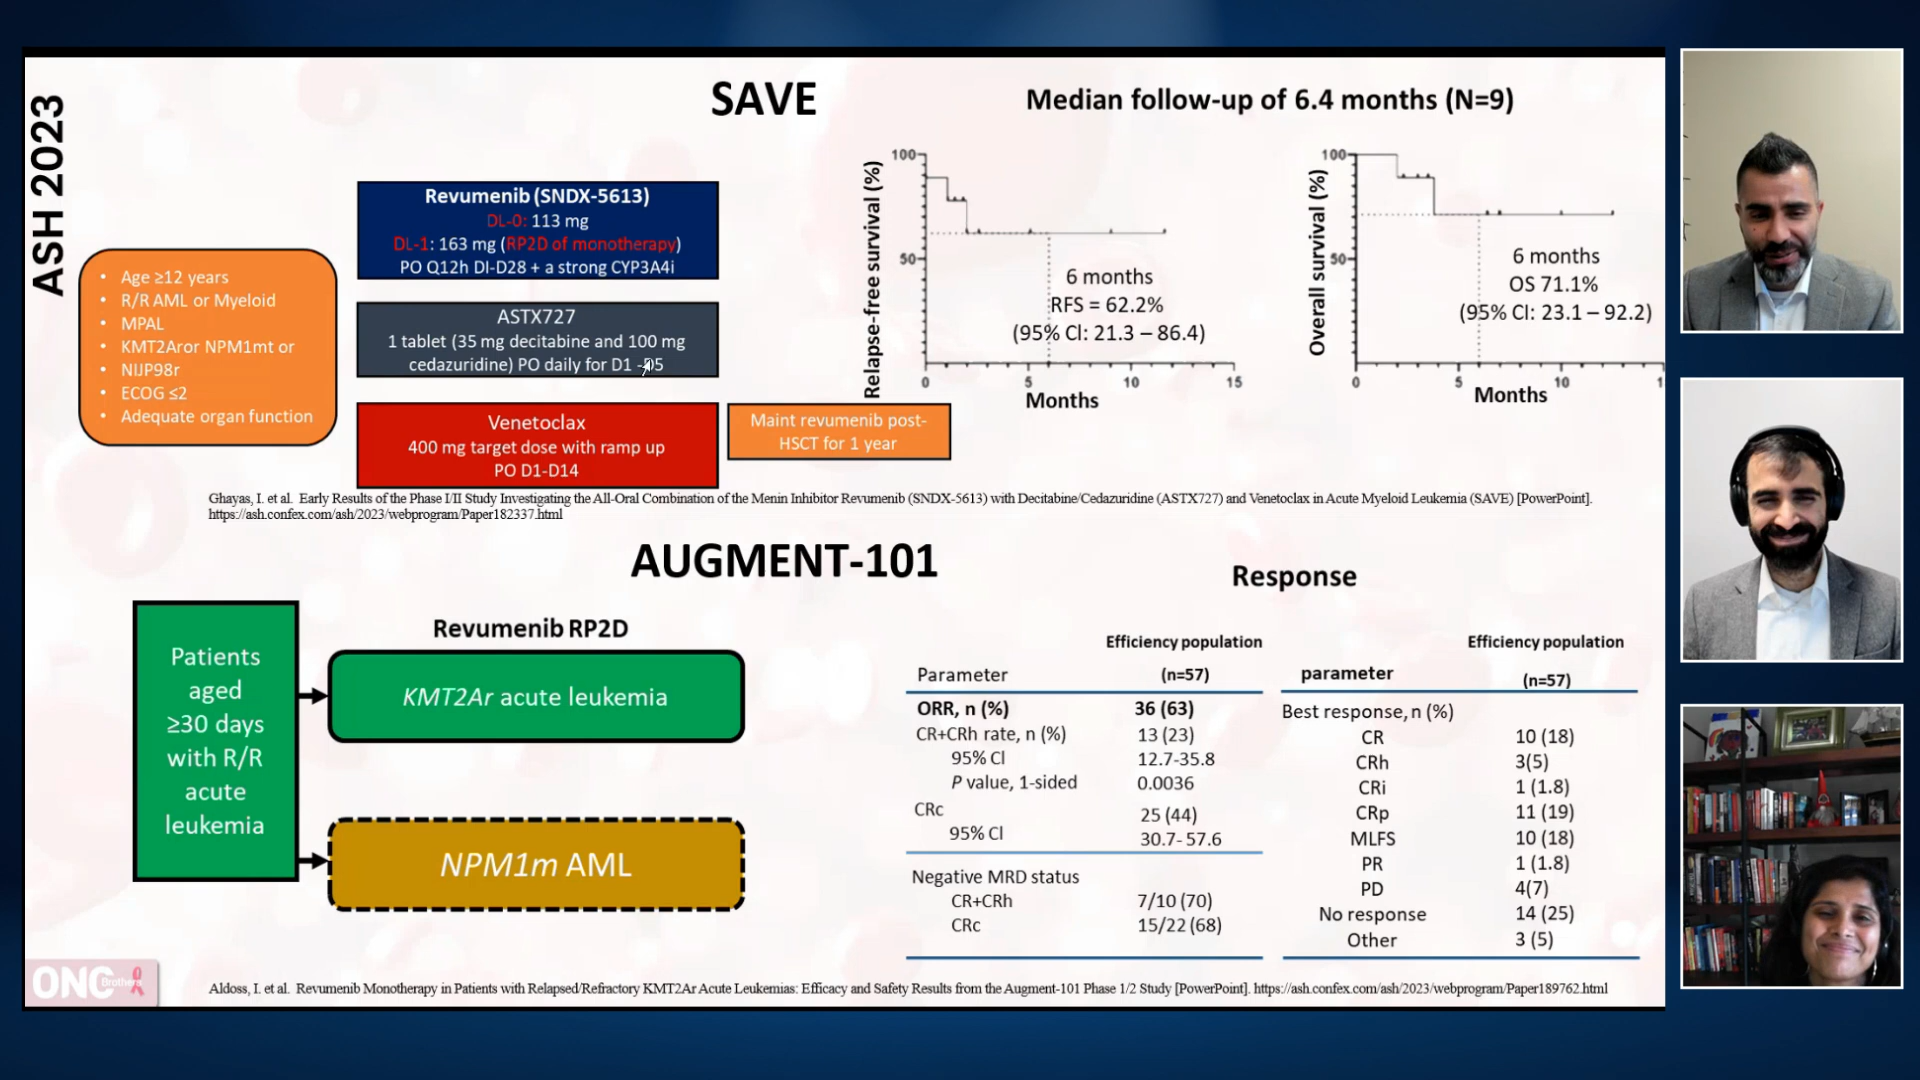 ASH 2023
SAVE
Median follow-up of 6.4 months (N=9)
• Age ≥12 years
• R/R AML or Myeloid
• MPAL
• KMT2Aror NPM1mt or
• NIJP98r
• ECOG ≤2
• Adequate organ function
Revumenib (SNDX-5613)
DL-0: 113 mg
DL-1: 163 mg (RP2D of monotherapy)
PO Q12h DI-D28 + a strong CYP3A4i
ASTX727
1 tablet (35 mg decitabine and 100 mg
cedazuridine) PO daily for D1 -D5
Venetoclax
400 mg target dose with ramp up
PO D1-D14
Maint revumenib post-
HSCT for 1 year
Relapse-free survival (%)
100
50
0
0 5 10 15
Months
6 months
RFS = 62.2%
(95% Cl: 21.3 – 86.4)
Overall survival (%)
100
50
0
0 5 10 1
Months
6 months
OS 71.1%
(95% Cl: 23.1 – 92.2)
Ghayas, I. et al. Early Results of the Phase I/II Study Investigating the All-Oral Combination of the Menin Inhibitor Revumenib (SNDX-5613) with Decitabine/Cedazuridine (ASTX727) and Venetoclax in Acute Myeloid Leukemia (SAVE) [PowerPoint].
https://ash.confex.com/ash/2023/webprogram/Paper182337.html
AUGMENT-101
Response
Patients
aged
≥30 days
with R/R
acute
leukemia
Revumenib RP2D
KMT2Ar acute leukemia
NPM1m AML
Efficiency population
Parameter (n=57)
ORR, n (%) 36 (63)
CR+CRh rate, n (%) 13 (23)
95% Cl 12.7-35.8
P value, 1-sided 0.0036
CRc 25 (44)
95% Cl 30.7- 57.6
Negative MRD status
CR+CRh 7/10 (70)
CRc 15/22 (68)
Efficiency population
parameter (n=57)
Best response, n (%)
CR 10 (18)
CRh 3(5)
CRi 1 (1.8)
CRp 11 (19)
MLFS 10 (18)
PR 1 (1.8)
PD 4(7)
No response 14 (25)
Other 3 (5)
ONC Brothers
Aldoss, I. et al. Revumenib Monotherapy in Patients with Relapsed/Refractory KMT2Ar Acute Leukemias: Efficacy and Safety Results from the Augment-101 Phase 1/2 Study [PowerPoint]. https://ash.confex.com/ash/2023/webprogram/Paper189762.html